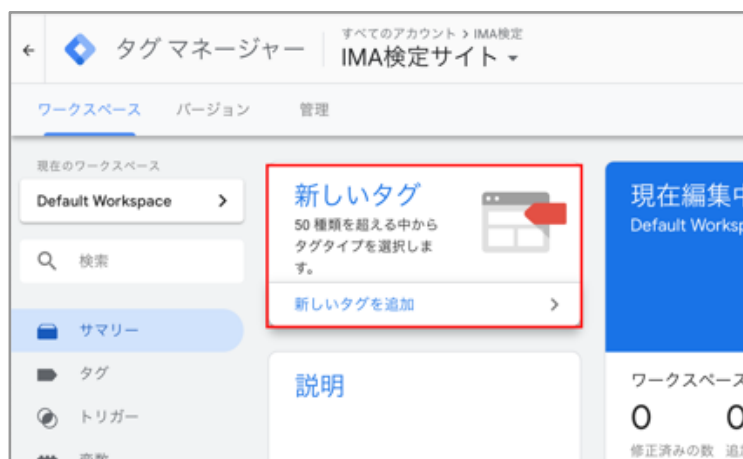 すべてのアカウント > IMA検定
タグ マネージャー
IMA検定サイト
ワークスペース バージョン 管理
現在のワークスペース
Default Workspace
検索
サマリー
タグ
トリガー
変数
新しいタグ
50 種類を超える中から
タグタイプを選択しま
す。
新しいタグを追加
説明
現在編集中
Default Worksp
ワークスペース
0 0
修正済みの数 追加